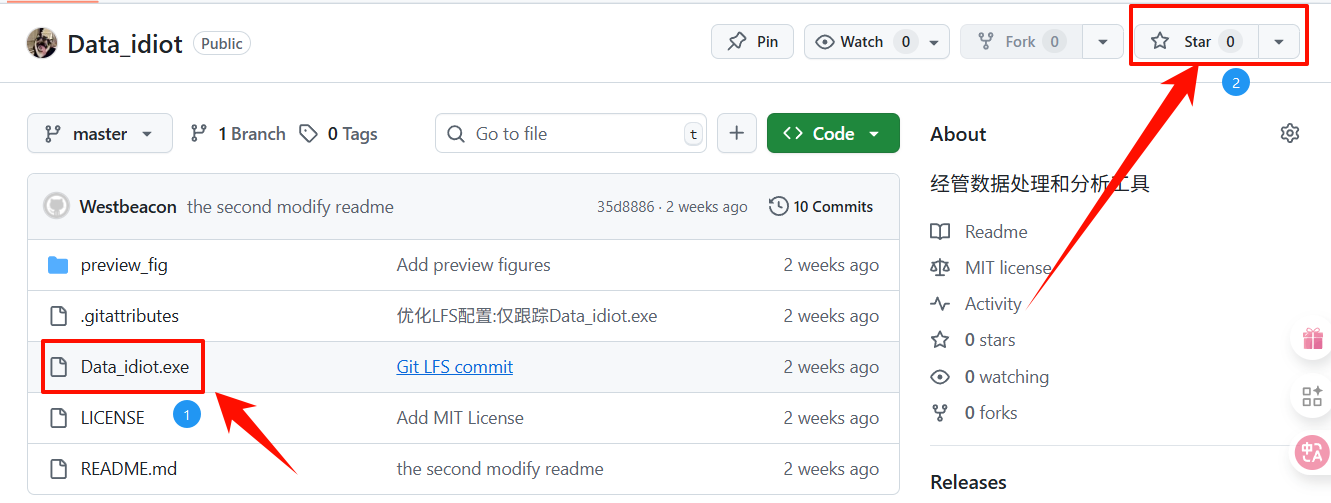 Data_idiot Public Pin Watch 0 Fork 0 Star 0
2
master 1 Branch 0 Tags Go to file t Code
About
经管数据处理和分析工具
Westbeacon the second modify readme 35d8886 · 2 weeks ago 10 Commits
Readme
preview_fig Add preview figures 2 weeks ago
MIT license
.gitattributes 优化LFS配置:仅跟踪Data_idiot.exe 2 weeks ago
Activity
0 stars
Data_idiot.exe Git LFS commit 2 weeks ago
0 watching
1
LICENSE Add MIT License 2 weeks ago
0 forks
README.md the second modify readme 2 weeks ago
Releases
中A